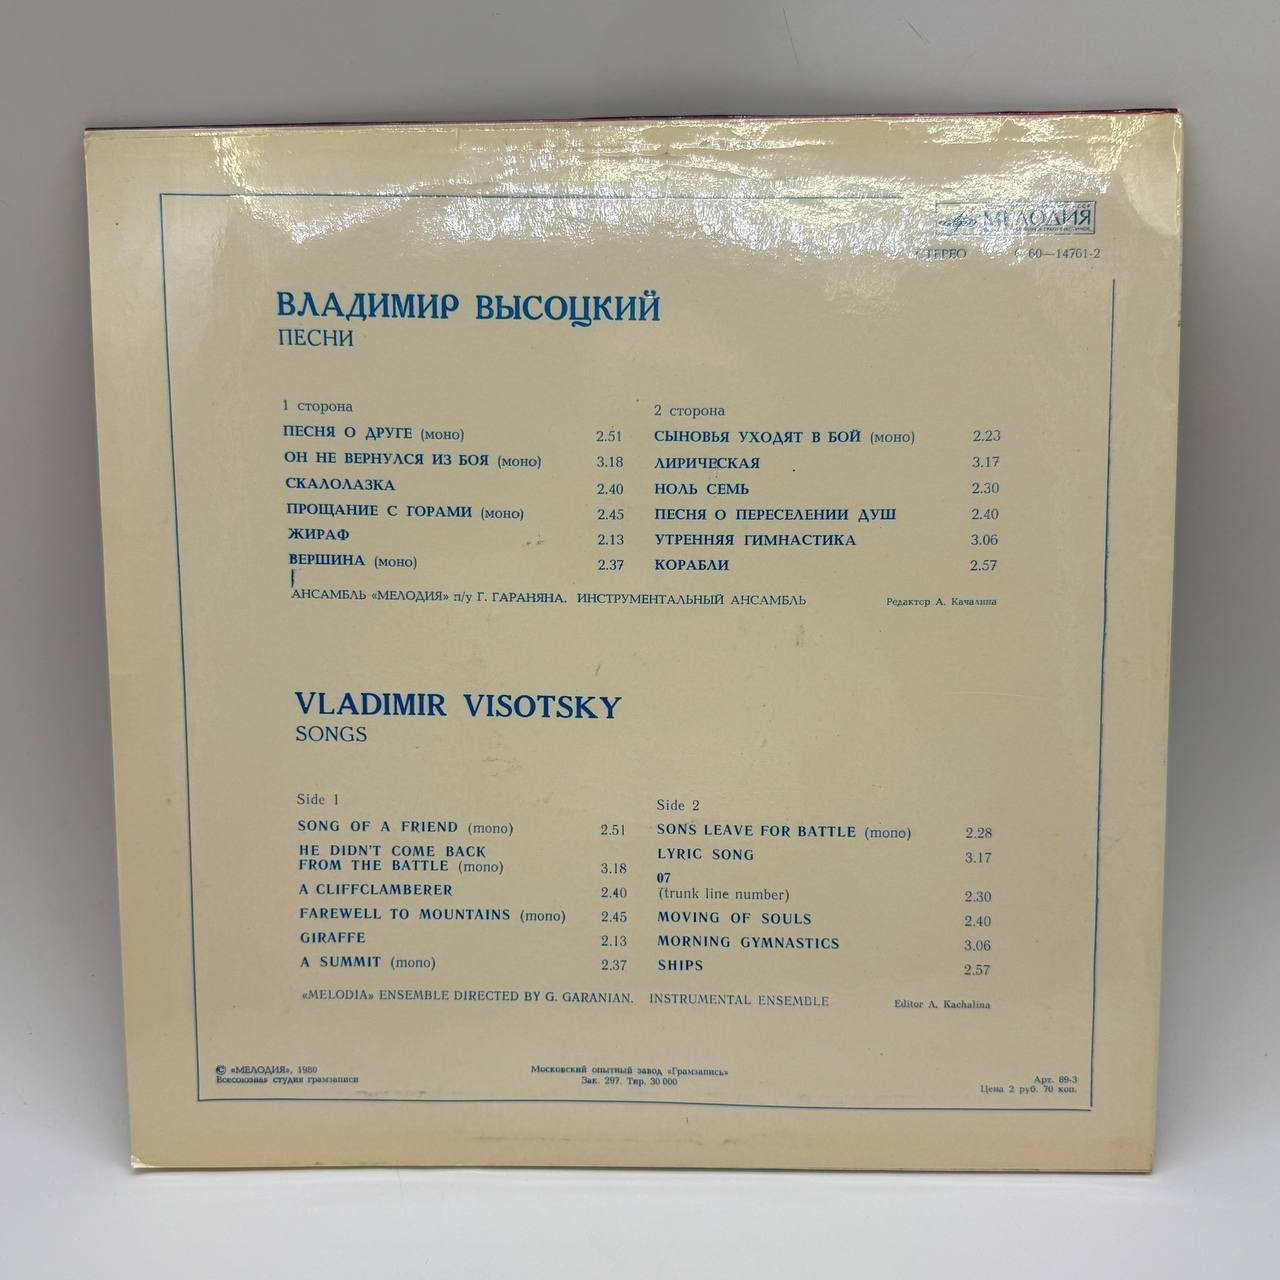 МЕЛОДИЯ
СТЕРЕО 60—14761-2
ВЛАДИМИР ВЫСОЦКИЙ
ПЕСНИ
1 сторона
ПЕСНЯ О ДРУГЕ (моно) 2.51
ОН НЕ ВЕРНУЛСЯ ИЗ БОЯ (моно) 3.18
СКАЛОЛАЗКА 2.40
ПРОЩАНИЕ С ГОРАМИ (моно) 2.45
ЖИРАФ 2.13
ВЕРШИНА (моно) 2.37
2 сторона
СЫНОВЬЯ УХОДЯТ В БОЙ (моно) 2.23
ЛИРИЧЕСКАЯ 3.17
НОЛЬ СЕМЬ 2.30
ПЕСНЯ О ПЕРЕСЕЛЕНИИ ДУШ 2.40
УТРЕННЯЯ ГИМНАСТИКА 3.06
КОРАБЛИ 2.57
АНСАМБЛЬ «МЕЛОДИЯ» п/у Г. ГАРАНЯНА. ИНСТРУМЕНТАЛЬНЫЙ АНСАМБЛЬ Редактор А. Качалина
VLADIMIR VISOTSKY
SONGS
Side 1
SONG OF A FRIEND (mono) 2.51
HE DIDN'T COME BACK
FROM THE BATTLE (mono) 3.18
A CLIFFCLAMBERER 2.40
FAREWELL TO MOUNTAINS (mono) 2.45
GIRAFFE 2.13
A SUMMIT (mono) 2.37
Side 2
SONS LEAVE FOR BATTLE (mono) 2.28
LYRIC SONG 3.17
07
(trunk line number) 2.30
MOVING OF SOULS 2.40
MORNING GYMNASTICS 3.06
SHIPS 2.57
«MELODIA» ENSEMBLE DIRECTED BY G. GARANIAN. INSTRUMENTAL ENSEMBLE Editor A. Kachalina
© «МЕЛОДИЯ», 1980
Всесоюзная студия грамзаписи
Московский опытный завод «Грамзапись»
Зак. 297. Тир. 30 000
Арт. 89-3
Цена 2 руб. 70 коп.